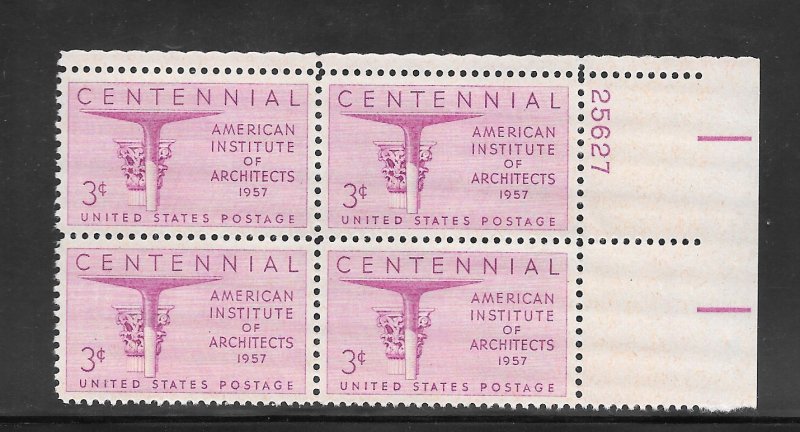 CENTENNIAL
AMERICAN
INSTITUTE
OF
ARCHITECTS
1957
3¢
UNITED STATES POSTAGE
CENTENNIAL
AMERICAN
INSTITUTE
OF
ARCHITECTS
1957
3¢
UNITED STATES POSTAGE
25627
CENTENNIAL
AMERICAN
INSTITUTE
OF
ARCHITECTS
1957
3¢
UNITED STATES POSTAGE
CENTENNIAL
AMERICAN
INSTITUTE
OF
ARCHITECTS
1957
3¢
UNITED STATES POSTAGE